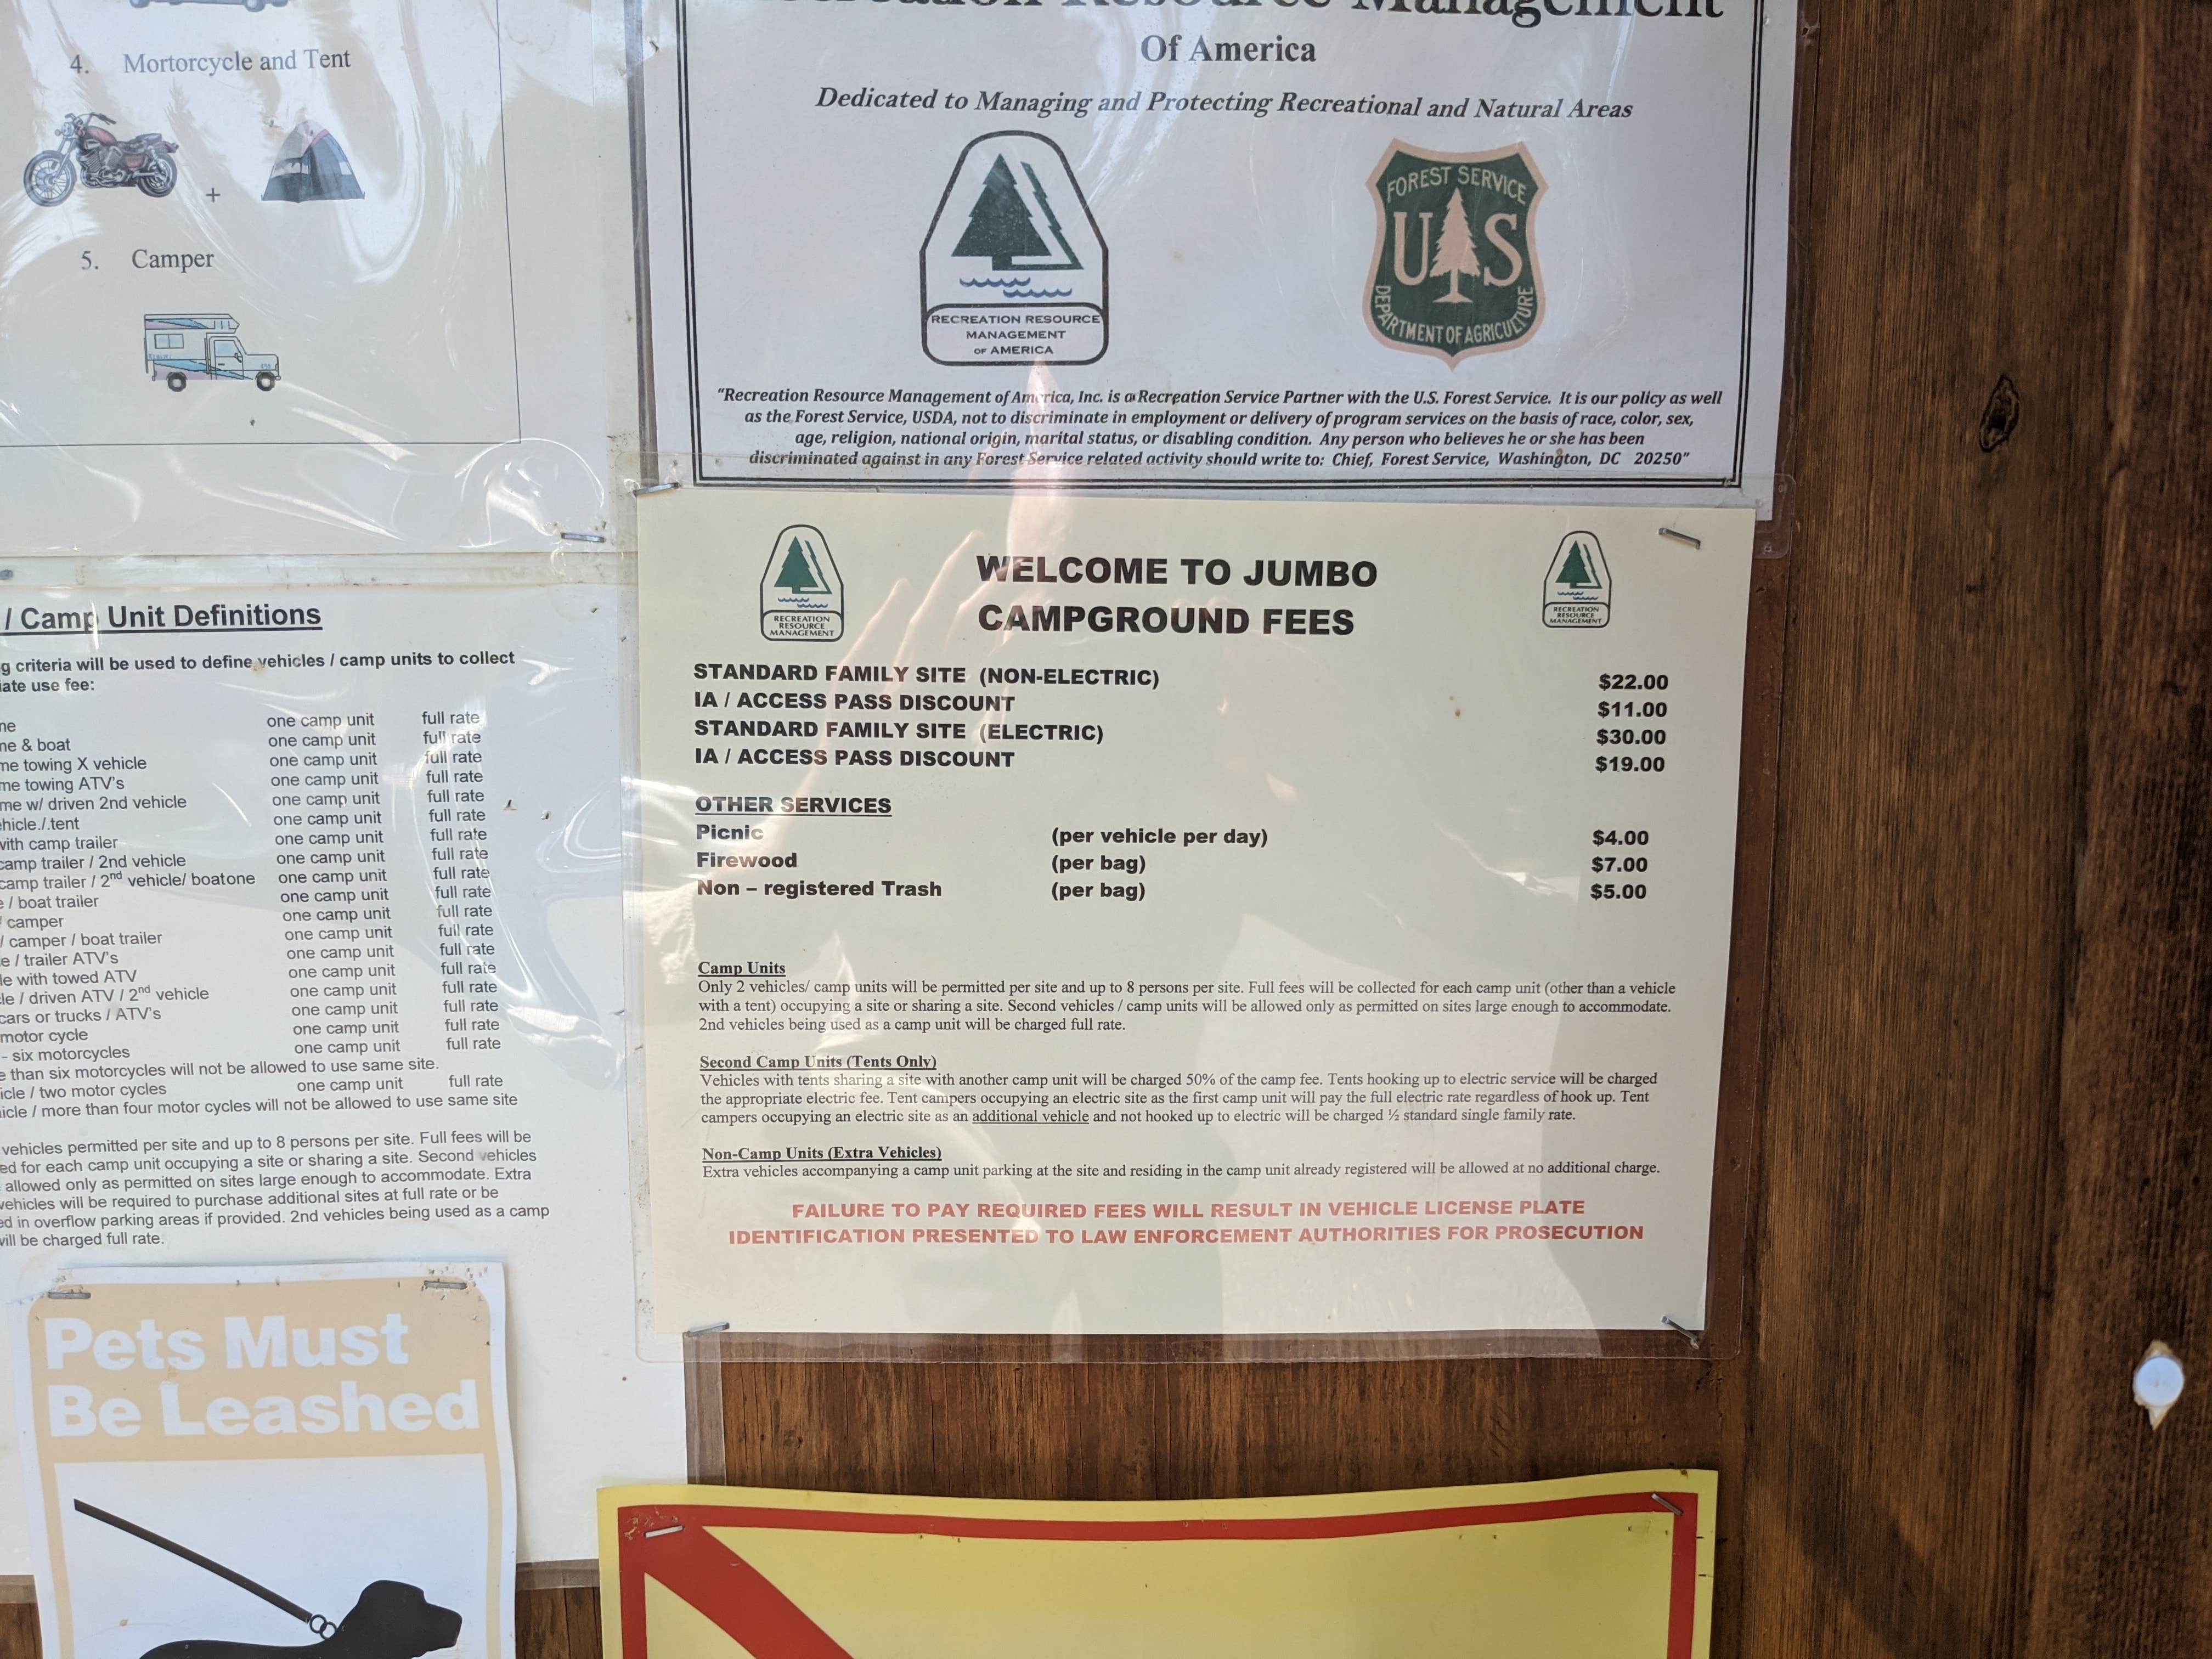 4. Mortorcycle and Tent
+
5. Camper
Of America
Dedicated to Managing and Protecting Recreational and Natural Areas
RECREATION RESOURCE
MANAGEMENT
OF AMERICA
FOREST SERVICE
U S
DEPARTMENT OF AGRICULTURE
"Recreation Resource Management of America, Inc. is a Recreation Service Partner with the U.S. Forest Service. It is our policy as well
as the Forest Service, USDA, not to discriminate in employment or delivery of program services on the basis of race, color, sex,
age, religion, national origin, marital status, or disabling condition. Any person who believes he or she has been
discriminated against in any Forest Service related activity should write to: Chief, Forest Service, Washington, DC 20250"
/ Camp Unit Definitions
g criteria will be used to define vehicles / camp units to collect
iate use fee:
me one camp unit full rate
me & boat one camp unit full rate
me towing X vehicle one camp unit full rate
me towing ATV's one camp unit full rate
me w/ driven 2nd vehicle one camp unit full rate
ehicle./.tent one camp unit full rate
with camp trailer one camp unit full rate
camp trailer / 2nd vehicle one camp unit full rate
camp trailer / 2nd vehicle/ boatone one camp unit full rate
e / boat trailer one camp unit full rate
/ camper one camp unit full rate
/ camper / boat trailer one camp unit full rate
e / trailer ATV's one camp unit full rate
le with towed ATV one camp unit full rate
cle / driven ATV / 2nd vehicle one camp unit full rate
cars or trucks / ATV's one camp unit full rate
motor cycle one camp unit full rate
- six motorcycles one camp unit full rate
e than six motorcycles will not be allowed to use same site.
icle / two motor cycles one camp unit full rate
icle / more than four motor cycles will not be allowed to use same site
vehicles permitted per site and up to 8 persons per site. Full fees will be
ed for each camp unit occupying a site or sharing a site. Second vehicles
allowed only as permitted on sites large enough to accommodate. Extra
vehicles will be required to purchase additional sites at full rate or be
ed in overflow parking areas if provided. 2nd vehicles being used as a camp
will be charged full rate.
Pets Must
Be Leashed
RECREATION
RESOURCE
MANAGEMENT
WELCOME TO JUMBO
CAMPGROUND FEES
RECREATION
RESOURCE
MANAGEMENT
STANDARD FAMILY SITE (NON-ELECTRIC) $22.00
IA / ACCESS PASS DISCOUNT $11.00
STANDARD FAMILY SITE (ELECTRIC) $30.00
IA / ACCESS PASS DISCOUNT $19.00
OTHER SERVICES
Picnic (per vehicle per day) $4.00
Firewood (per bag) $7.00
Non – registered Trash (per bag) $5.00
Camp Units
Only 2 vehicles/ camp units will be permitted per site and up to 8 persons per site. Full fees will be collected for each camp unit (other than a vehicle
with a tent) occupying a site or sharing a site. Second vehicles / camp units will be allowed only as permitted on sites large enough to accommodate.
2nd vehicles being used as a camp unit will be charged full rate.
Second Camp Units (Tents Only)
Vehicles with tents sharing a site with another camp unit will be charged 50% of the camp fee. Tents hooking up to electric service will be charged
the appropriate electric fee. Tent campers occupying an electric site as the first camp unit will pay the full electric rate regardless of hook up. Tent
campers occupying an electric site as an additional vehicle and not hooked up to electric will be charged ½ standard single family rate.
Non-Camp Units (Extra Vehicles)
Extra vehicles accompanying a camp unit parking at the site and residing in the camp unit already registered will be allowed at no additional charge.
FAILURE TO PAY REQUIRED FEES WILL RESULT IN VEHICLE LICENSE PLATE
IDENTIFICATION PRESENTED TO LAW ENFORCEMENT AUTHORITIES FOR PROSECUTION